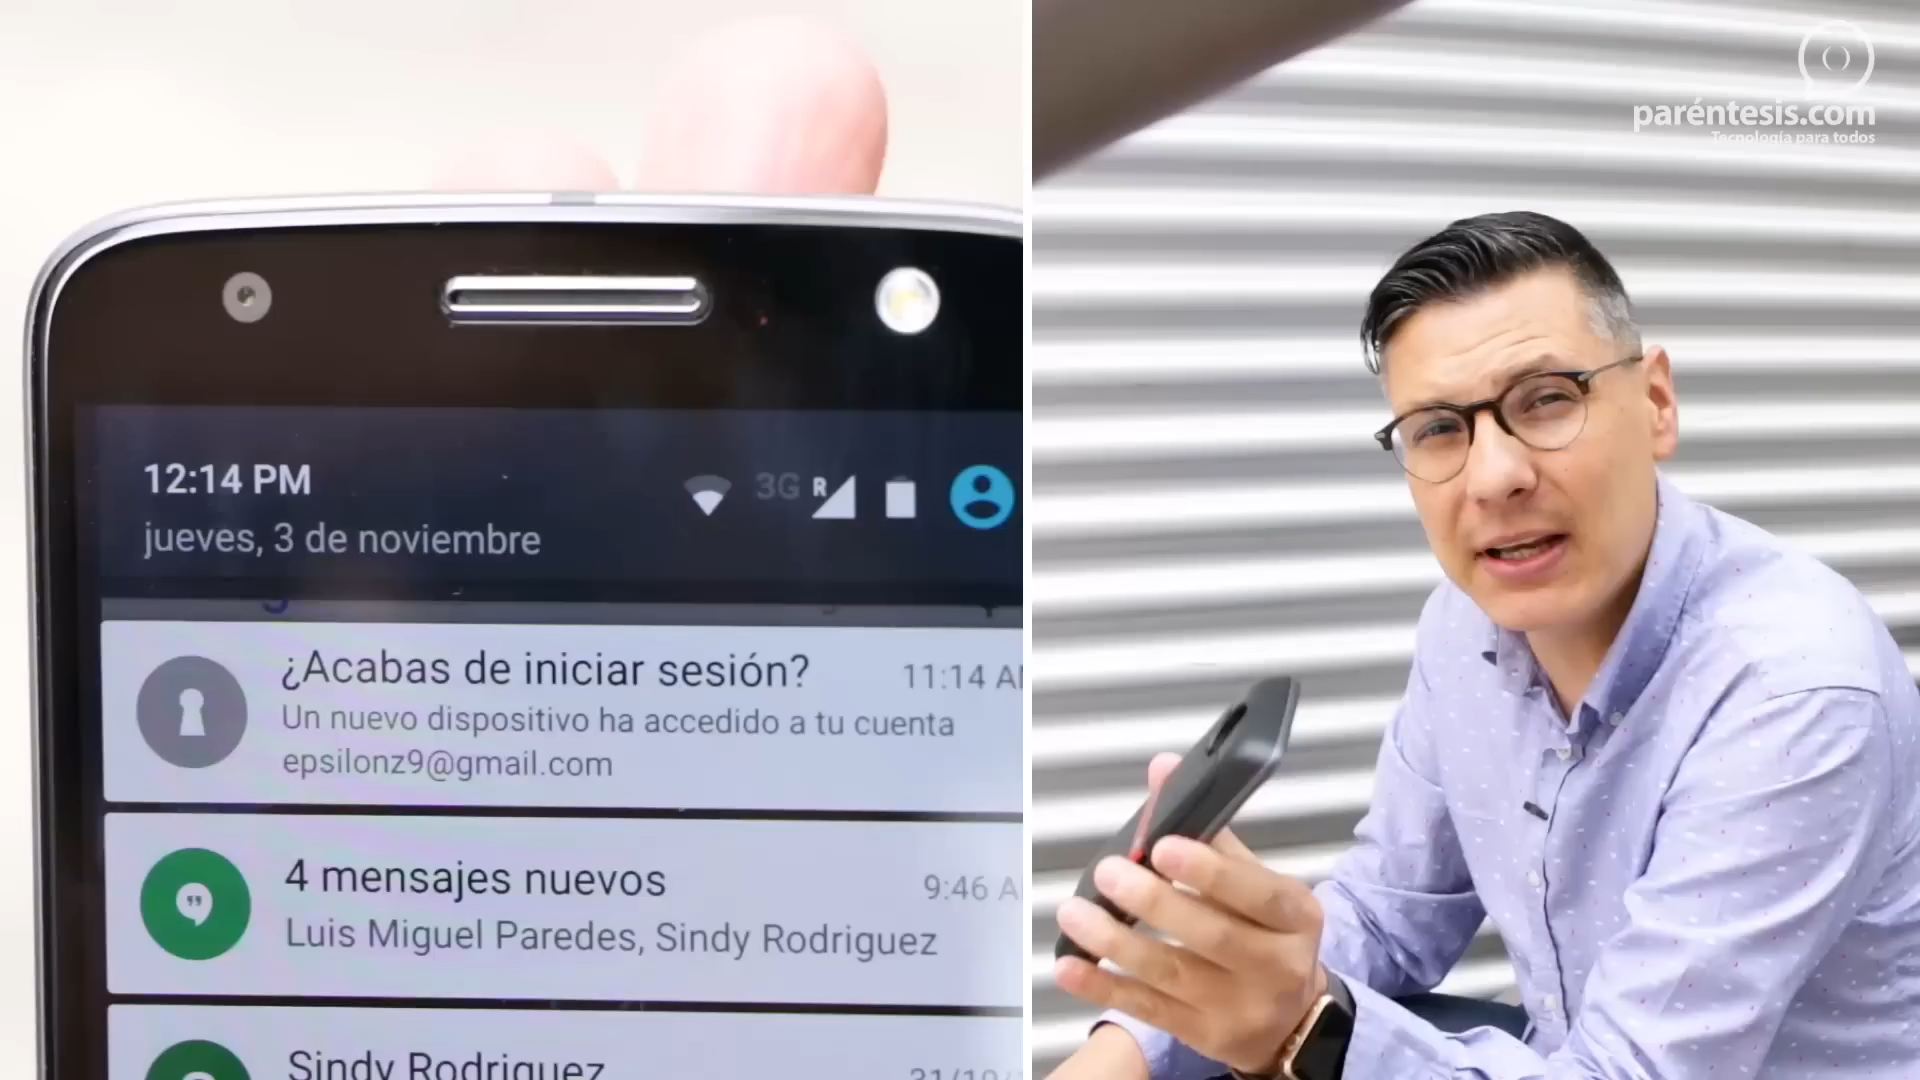 12:14 PM
3G
R
jueves, 3 de noviembre
¿Acabas de iniciar sesión?
11:14 A
Un nuevo dispositivo ha accedido a tu cuenta
epsilonz9@gmail.com
4 mensajes nuevos
9:46 A
Luis Miguel Paredes, Sindy Rodriguez
Sindy Rodriguez
31/10/
paréntesis.com
Tecnología para todos